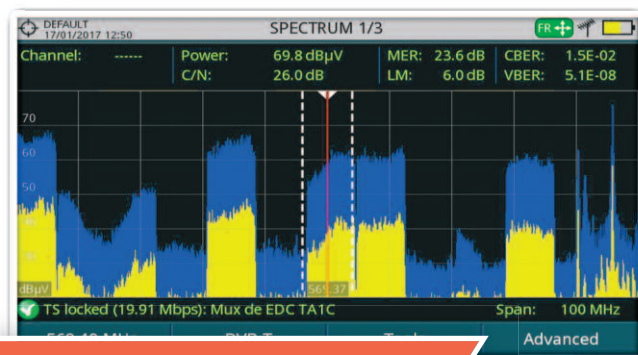 DEFAULT
17/01/2017 12:50
SPECTRUM 1/3
FR
Channel: ------ Power: 69.8 dBµV MER: 23.6 dB CBER: 1.5E-02
C/N: 26.0 dB LM: 6.0 dB VBER: 5.1E-08
70
60
50
dBµV
569.37
TS locked (19.91 Mbps): Mux de EDC TA1C Span: 100 MHz
Advanced